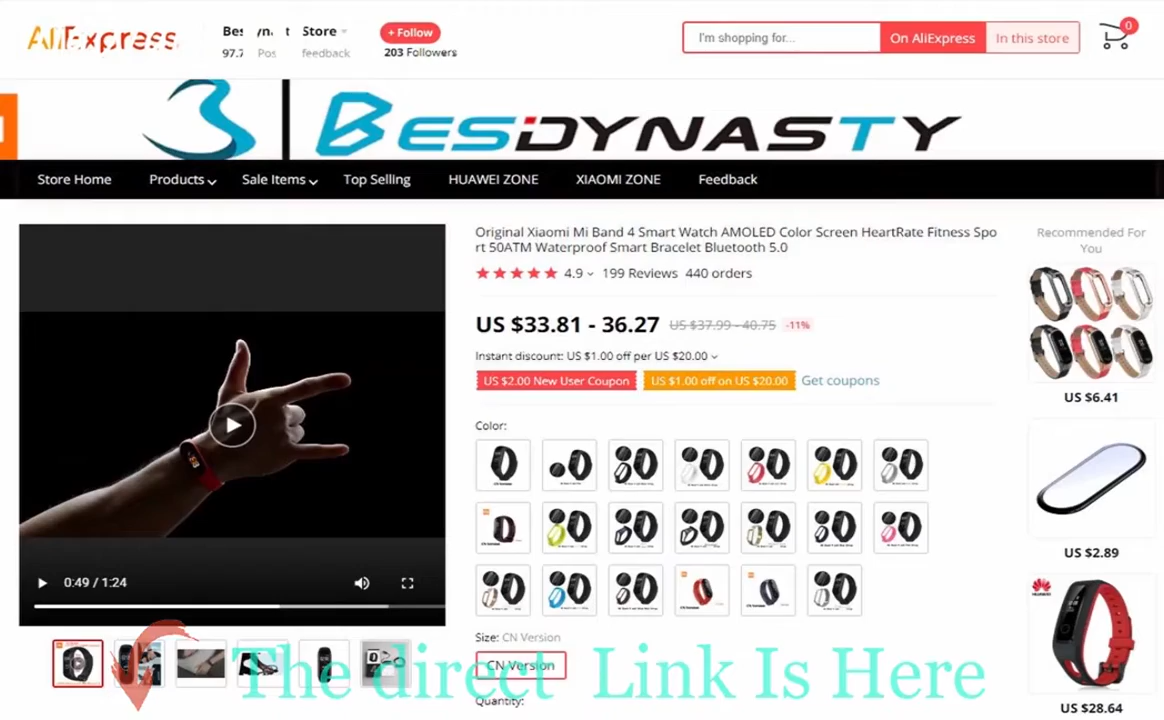 AliExpress
Store
+ Follow
97.7
feedback
203 Followers
I'm shopping for...
On AliExpress
In this store
0
BESDYNASTY
Store Home
Products
Sale Items
Top Selling
HUAWEI ZONE
XIAOMI ZONE
Feedback
Original Xiaomi Mi Band 4 Smart Watch AMOLED Color Screen HeartRate Fitness Spo
rt 50ATM Waterproof Smart Bracelet Bluetooth 5.0
4.9
199 Reviews
440 orders
US $33.81 - 36.27
US $37.99 - 40.75
-11%
Instant discount: US $1.00 off per US $20.00
US $2.00 New User Coupon
US $1.00 off on US $20.00
Get coupons
Color:
0:49 / 1:24
Size: CN Version
CN Version
Quantity:
Recommended For
You
US $6.41
US $2.89
HUAWEI
US $28.64
The direct Link Is Here